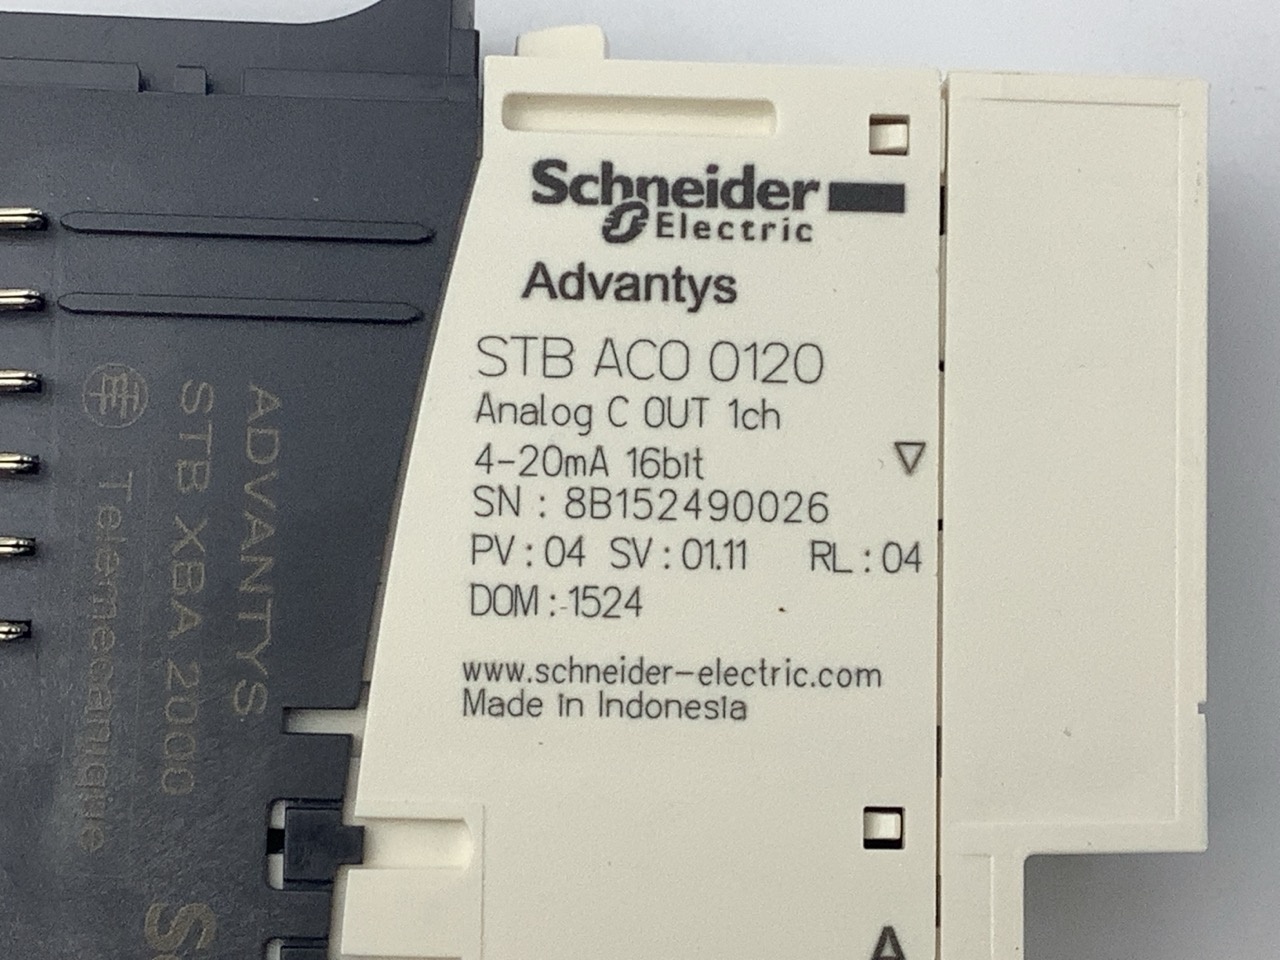 Schneider
Electric
Advantys
STB ACO 0120
Analog C OUT 1ch
4-20mA 16bit
SN : 8B152490026
PV : 04 SV : 01.11 RL : 04
DOM : 1524
www.schneider-electric.com
Made in Indonesia
A
ADVANTYS
STB XBA 2000
Telemecanique